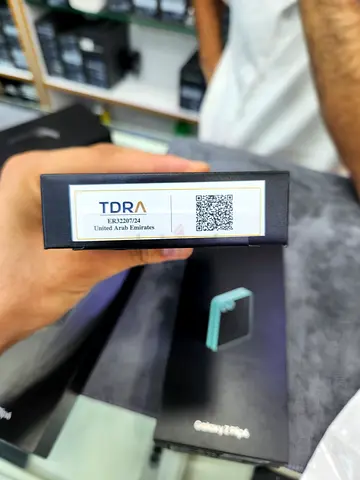 TDRA
ER32207/24
United Arab Emirates
Galaxy Z Flip6